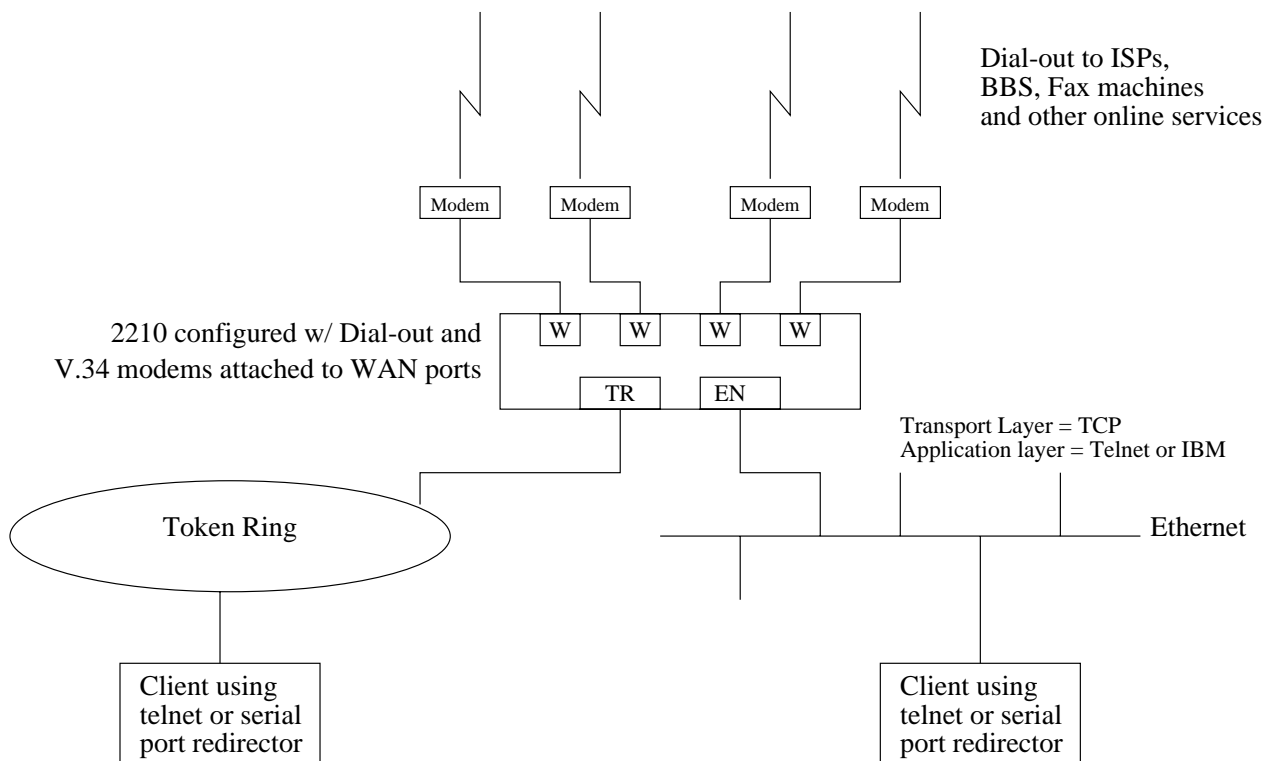 Dial-out to ISPs,
BBS, Fax machines
and other online services
Modem
Modem
Modem
Modem
2210 configured w/ Dial-out and
V.34 modems attached to WAN ports
W
W
W
W
TR
EN
Transport Layer = TCP
Application layer = Telnet or IBM
Token Ring
Ethernet
Client using
telnet or serial
port redirector
Client using
telnet or serial
port redirector